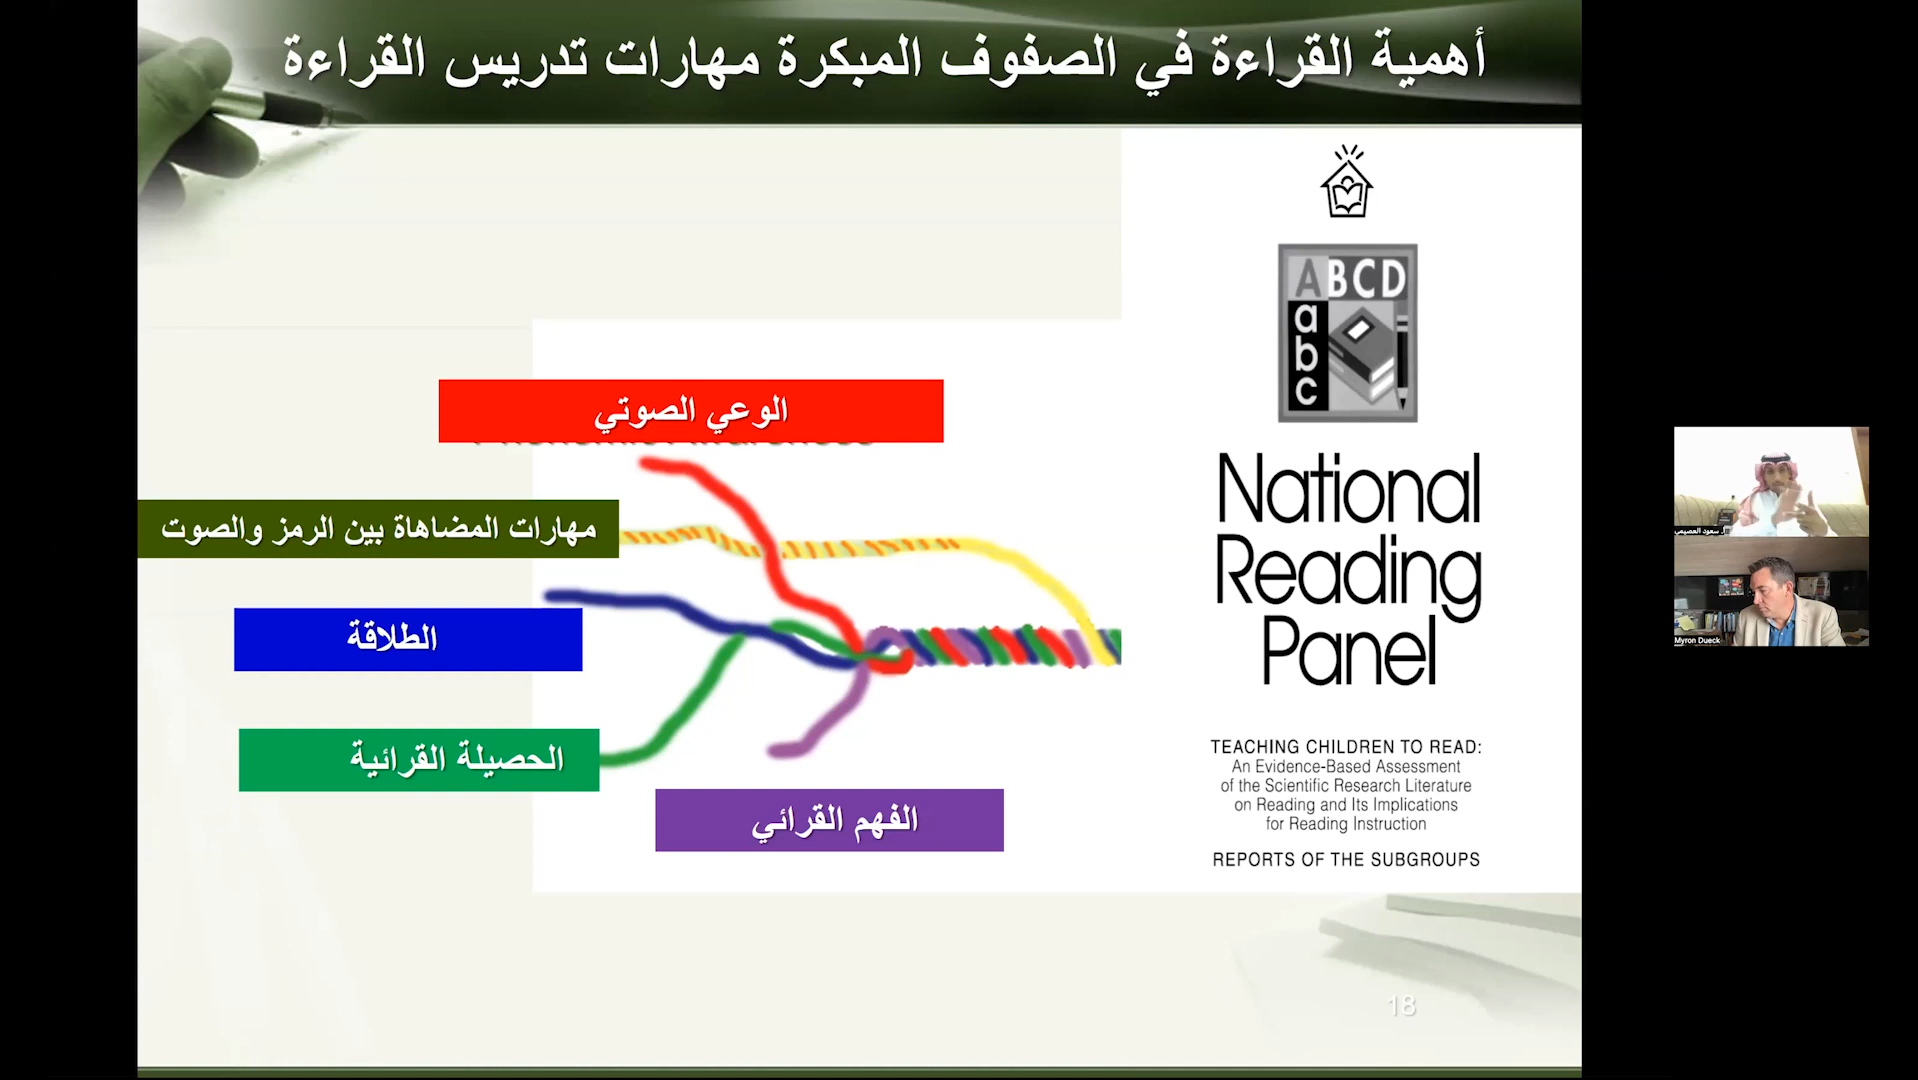 أهمية القراءة في الصفوف المبكرة مهارات تدريس القراءة
الوعي الصوتي
مهارات المضاهاة بين الرمز والصوت
الطلاقة
الحصيلة القرائية
الفهم القرائي
ABCD
a
b
c
National
Reading
Panel
TEACHING CHILDREN TO READ:
An Evidence-Based Assessment
of the Scientific Research Literature
on Reading and Its Implications
for Reading Instruction
REPORTS OF THE SUBGROUPS
18
سعود العصيمي
Myron Dueck